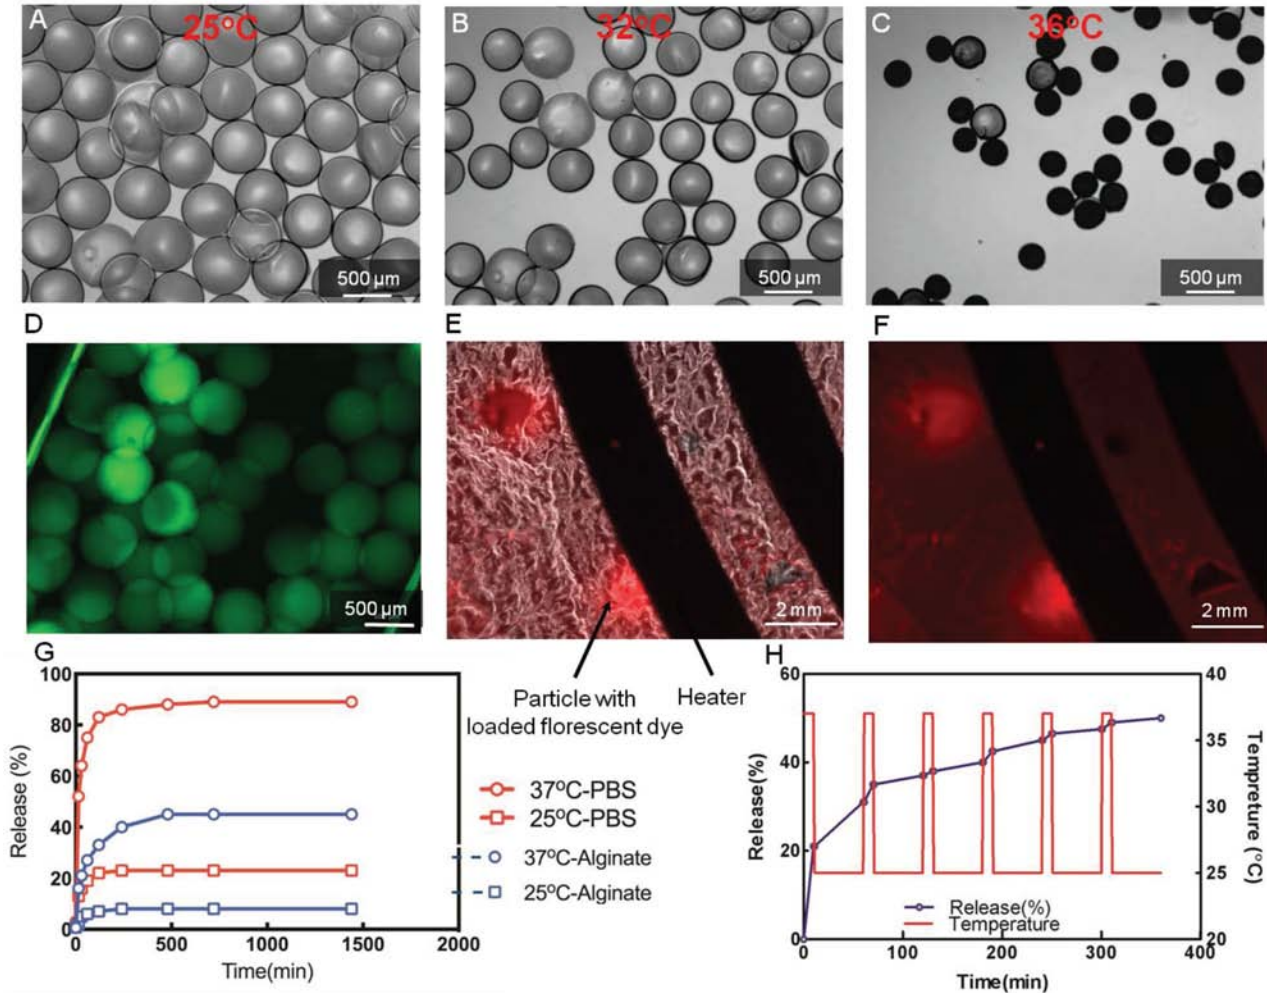 A
25°C
500 µm
B
32°C
500 µm
C
36°C
500 µm
D
500 µm
E
2 mm
F
2 mm
Particle with
loaded florescent dye
Heater
G
100
80
60
40
20
0
0
500
1000
1500
2000
Release (%)
Time(min)
37°C-PBS
25°C-PBS
37°C-Alginate
25°C-Alginate
H
60
40
20
0
0
100
200
300
400
40
35
30
25
20
Release(%)
Tempreture (°C)
Release(%)
Temperature
Time(min)